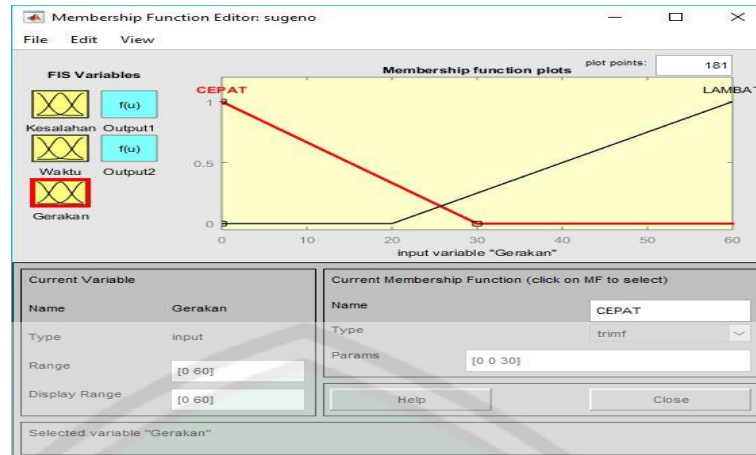 Membership Function Editor: sugeno
File Edit View
FIS Variables
f(u)
Kesalahan Output1
f(u)
Waktu Output2
Gerakan
Membership function plots
plot points: 181
CEPAT
LAMBAT
1
0.5
0
0 10 20 30 40 50 60
input variable "Gerakan"
Current Variable
Name Gerakan
Type input
Range [0 60]
Display Range [0 60]
Current Membership Function (click on MF to select)
Name CEPAT
Type trimf
Params [0 0 30]
Help Close
Selected variable "Gerakan"